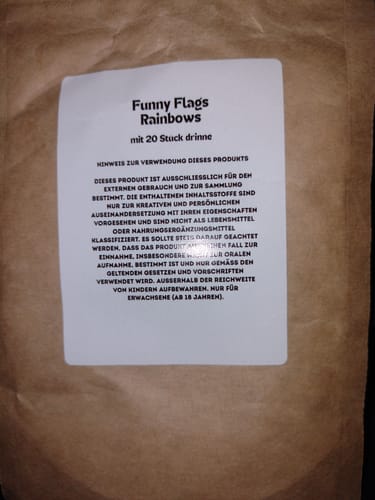 Funny Flags
Rainbows
mit 20 Stuck drinne
HINWEIS ZUR VERWENDUNG DIESES PRODUKTS
DIESES PRODUKT IST AUSSCHLIESSLICH FÜR DEN
EXTERNEN GEBRAUCH UND ZUR SAMMLUNG
BESTIMMT. DIE ENTHALTENEN INHALTSSTOFFE SIND
NUR ZUR KREATIVEN UND PERSÖNLICHEN
AUSEINANDERSETZUNG MIT IHREN EIGENSCHAFTEN
VORGESEHEN UND SIND NICHT ALS LEBENSMITTEL
ODER NAHRUNGSERGÄNZUNGSMITTEL
KLASSIFIZIERT. ES SOLLTE STETS DARAUF GEACHTET
WERDEN, DASS DAS PRODUKT AUF KEINEN FALL ZUR
EINNAHME, INSBESONDERE NICHT ZUR ORALEN
AUFNAHME, BESTIMMT IST UND NUR GEMÄSS DEN
GELTENDEN GESETZEN UND VORSCHRIFTEN
VERWENDET WIRD. AUSSERHALB DER REICHWEITE
VON KINDERN AUFBEWAHREN. NUR FÜR
ERWACHSENE (AB 18 JAHREN).